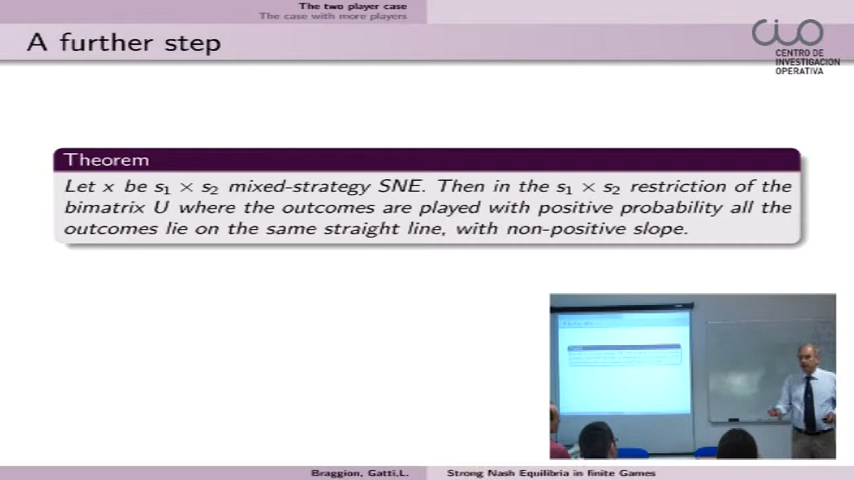 The two player case
The case with more players
A further step
CIO
CENTRO DE
INVESTIGACION
OPERATIVA
Theorem
Let x be s₁ × s₂ mixed-strategy SNE. Then in the s₁ × s₂ restriction of the
bimatrix U where the outcomes are played with positive probability all the
outcomes lie on the same straight line, with non-positive slope.
Braggion, Gatti,L.
Strong Nash Equilibria in finite Games